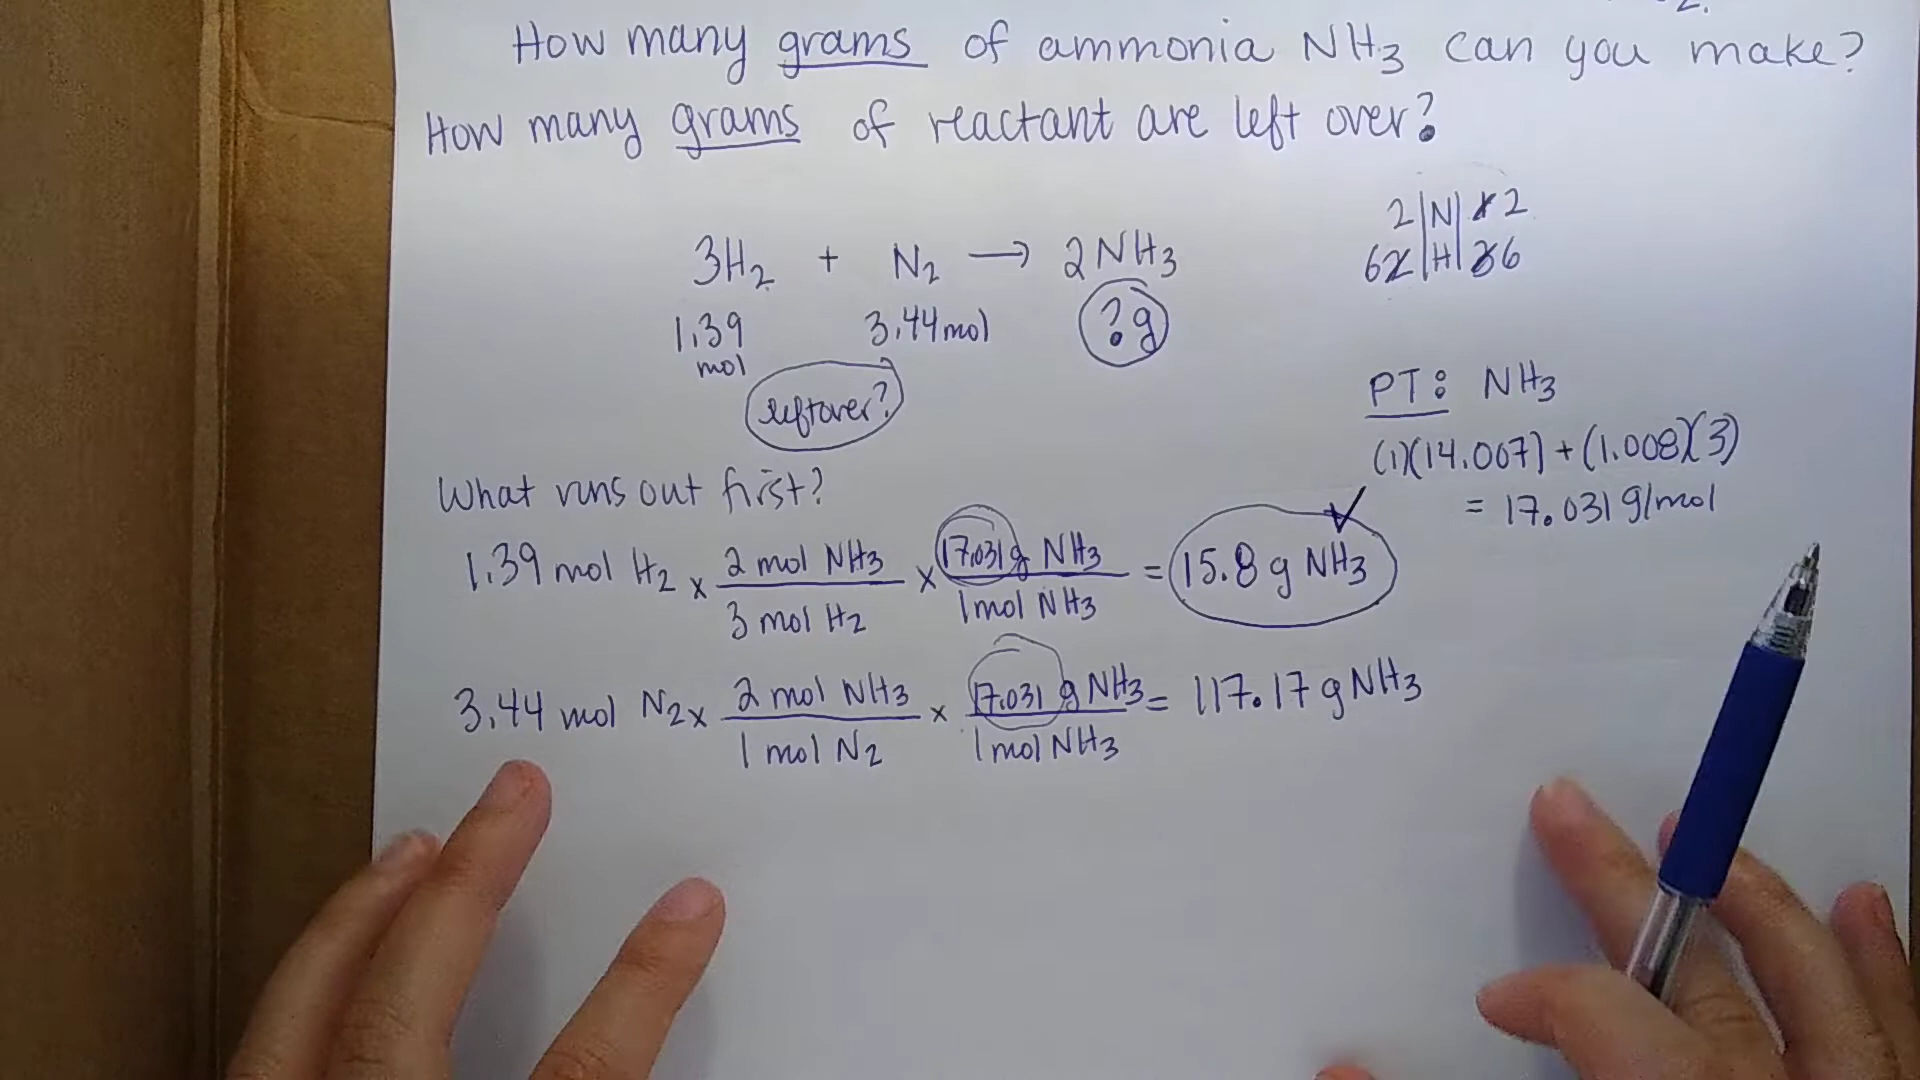 2.
How many grams of ammonia NH3 can you make?
How many grams of reactant are left over?
3H2 + N2 → 2NH3
1.39 mol
3.44 mol
?g
leftover?
2 | N | 2
6 | H | 6
PT: NH3
(1)(14.007) + (1.008)(3)
= 17.031 g/mol
What runs out first?
1.39 mol H2 x 2 mol NH3 / 3 mol H2 x 17.031g NH3 / 1 mol NH3 = 15.8 g NH3 ✓
3.44 mol N2 x 2 mol NH3 / 1 mol N2 x 17.031 g NH3 / 1 mol NH3 = 117.17 g NH3